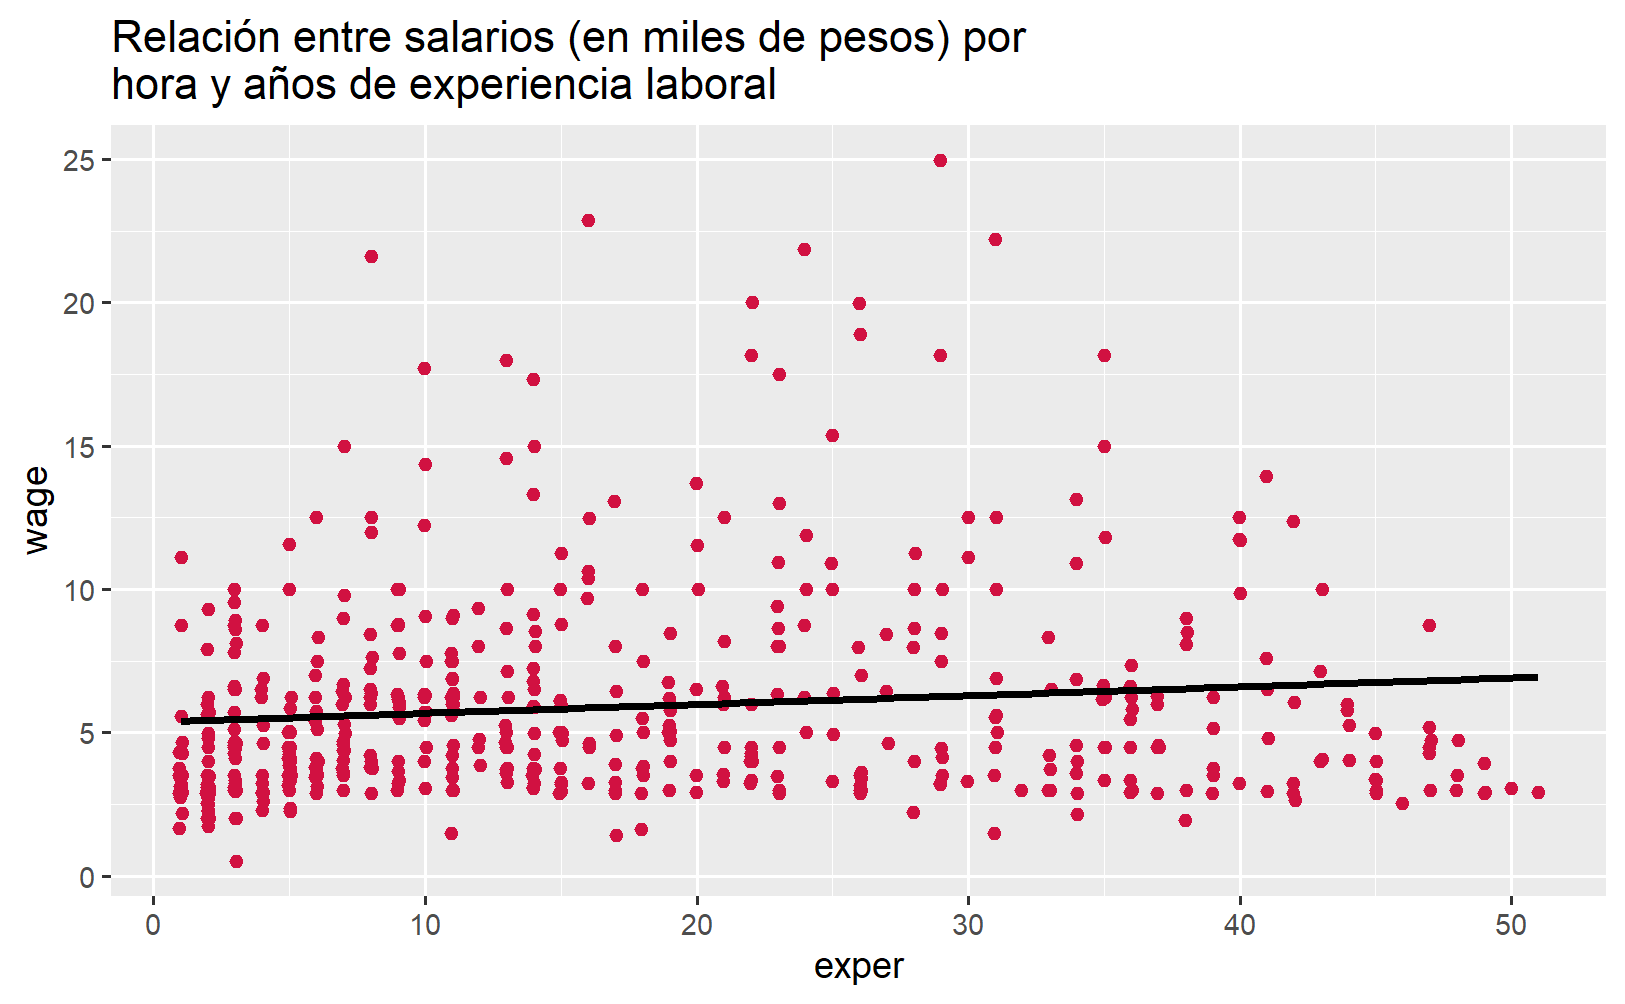 Relación entre salarios (en miles de pesos) por
hora y años de experiencia laboral
25
20
15
10
5
0
wage
0 10 20 30 40 50
exper